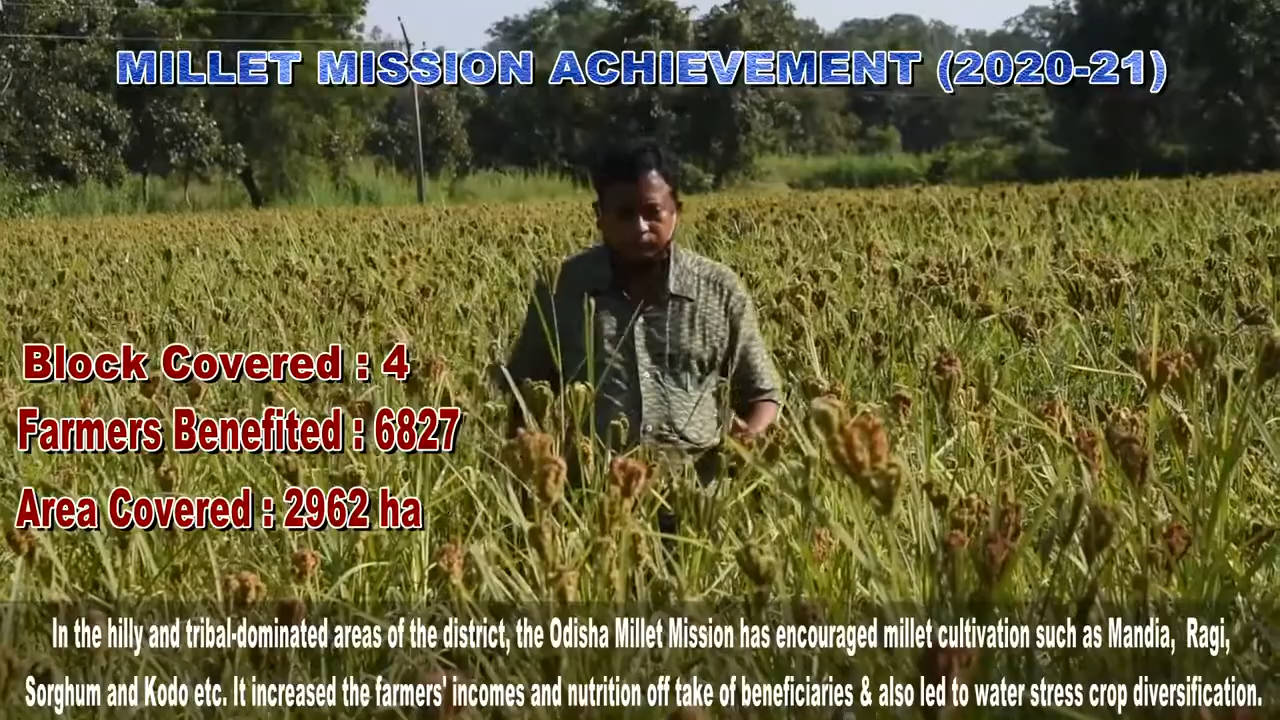 MILLET MISSION ACHIEVEMENT (2020-21)
Block Covered : 4
Farmers Benefited : 6827
Area Covered : 2962 ha
In the hilly and tribal-dominated areas of the district, the Odisha Millet Mission has encouraged millet cultivation such as Mandia, Ragi,
Sorghum and Kodo etc. It increased the farmers' incomes and nutrition off take of beneficiaries & also led to water stress crop diversification.